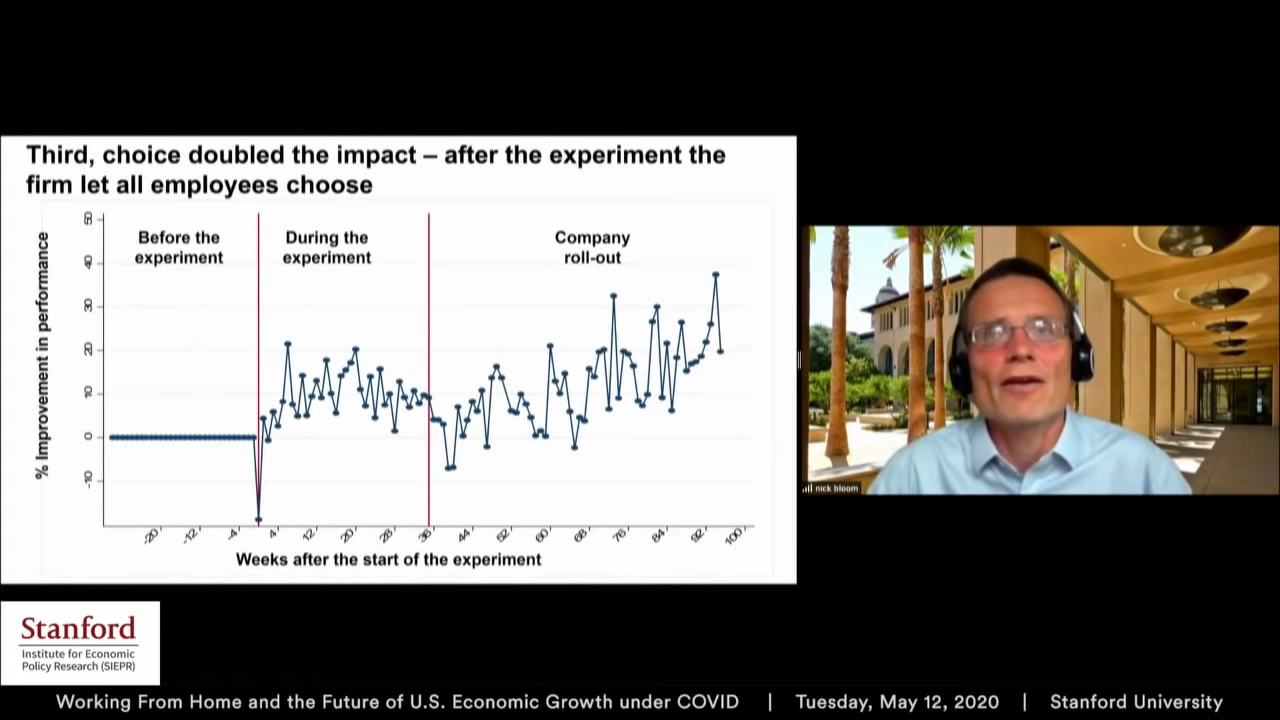 Third, choice doubled the impact – after the experiment the
firm let all employees choose
Before the
experiment
During the
experiment
Company
roll-out
% Improvement in performance
50
40
30
20
10
0
-10
-20
-12
-4
4
12
20
28
36
44
52
60
68
76
84
92
100
Weeks after the start of the experiment
nick bloom
Stanford
Institute for Economic
Policy Research (SIEPR)
Working From Home and the Future of U.S. Economic Growth under COVID | Tuesday, May 12, 2020 | Stanford University